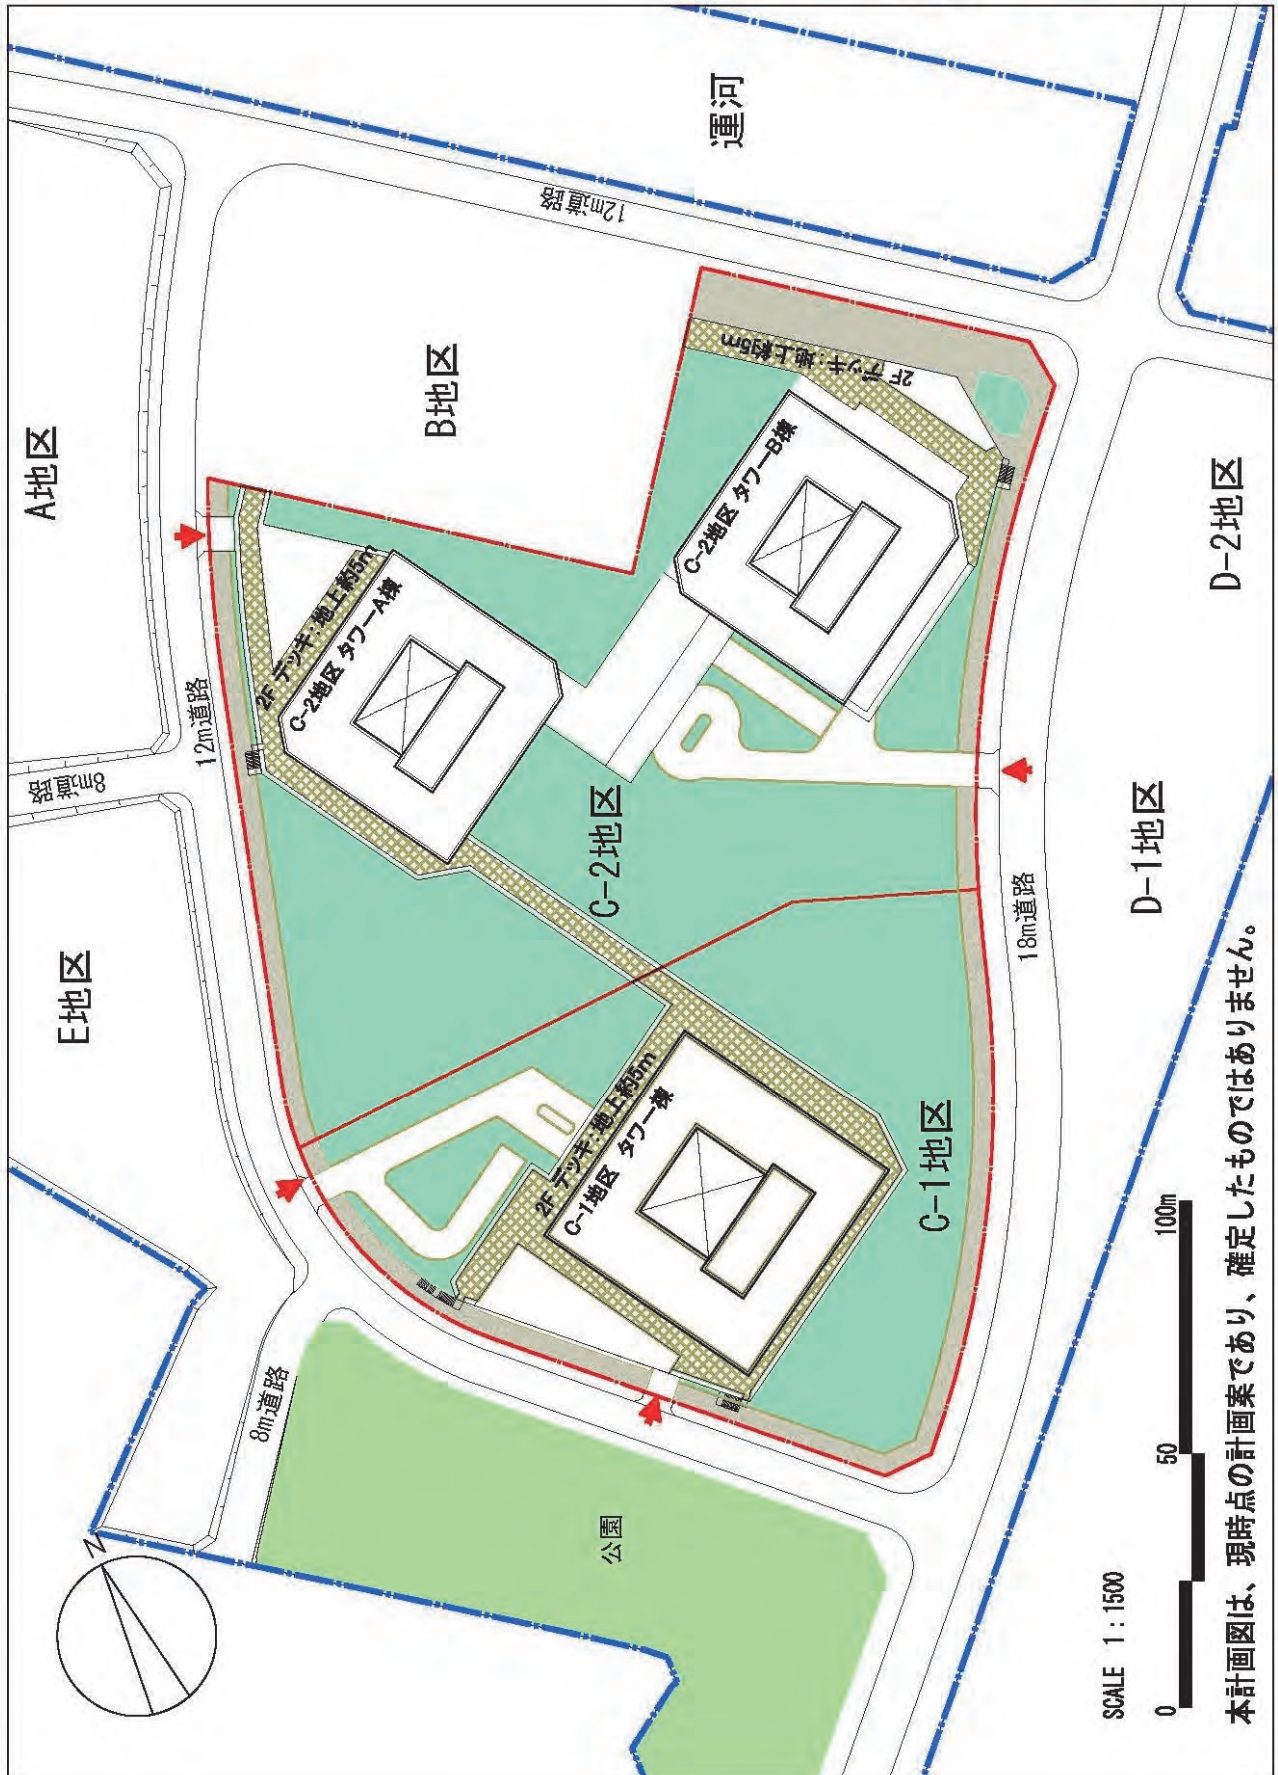 A地区
B地区
運河
12m道路
E地区
8m道路
12m道路
2F デッキ:地上約5m
C-2地区 タワーA棟
2F デッキ:地上約5m
C-2地区 タワーB棟
C-2地区
D-2地区
D-1地区
18m道路
2F デッキ:地上約5m
C-1地区 タワー棟
C-1地区
8m道路
公園
N
SCALE 1:1500
0
50
100m
本計画図は、現時点の計画案であり、確定したものではありません。